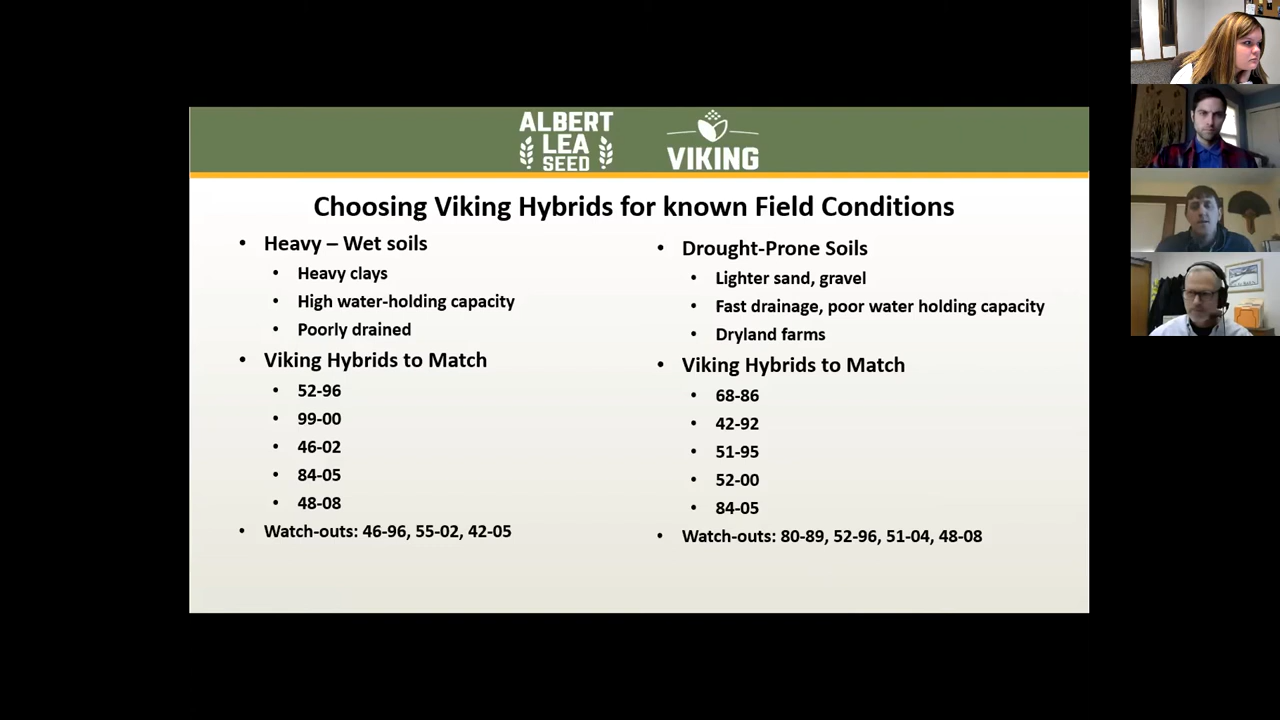 ALBERT
LEA
SEED
VIKING
Choosing Viking Hybrids for known Field Conditions
• Heavy – Wet soils
• Heavy clays
• High water-holding capacity
• Poorly drained
• Viking Hybrids to Match
• 52-96
• 99-00
• 46-02
• 84-05
• 48-08
• Watch-outs: 46-96, 55-02, 42-05
• Drought-Prone Soils
• Lighter sand, gravel
• Fast drainage, poor water holding capacity
• Dryland farms
• Viking Hybrids to Match
• 68-86
• 42-92
• 51-95
• 52-00
• 84-05
• Watch-outs: 80-89, 52-96, 51-04, 48-08